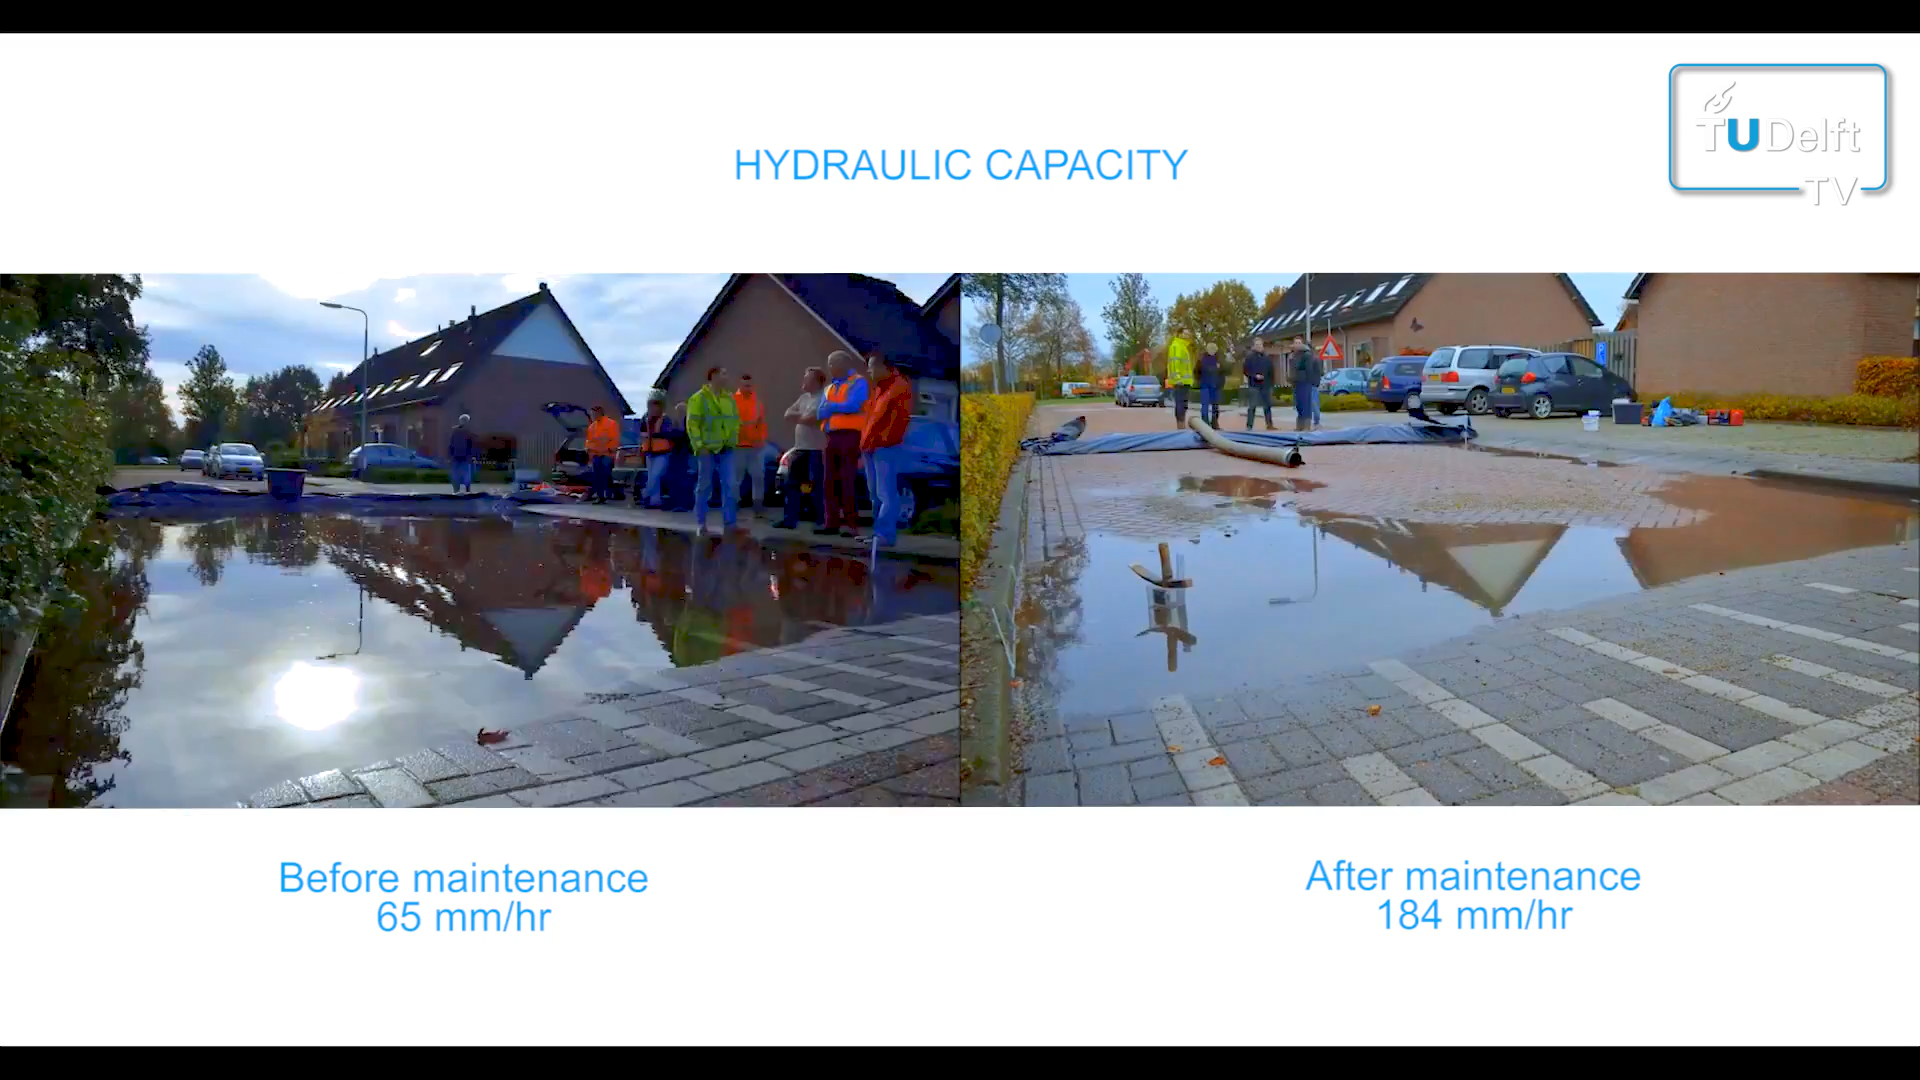 TU Delft
TV
HYDRAULIC CAPACITY
P
Before maintenance
65 mm/hr
After maintenance
184 mm/hr